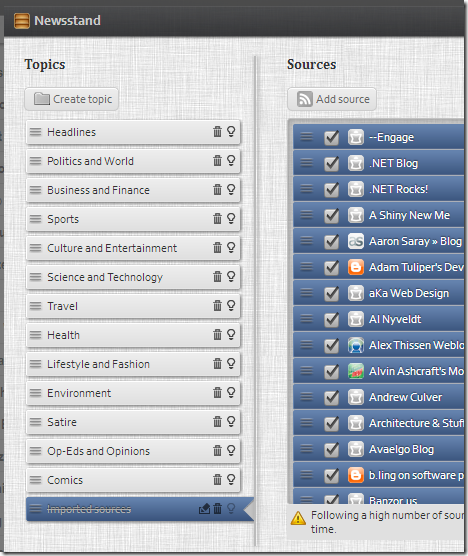 Newsstand
Topics
Create topic
Headlines
Politics and World
Business and Finance
Sports
Culture and Entertainment
Science and Technology
Travel
Health
Lifestyle and Fashion
Environment
Satire
Op-Eds and Opinions
Comics
Imported sources
Sources
Add source
--Engage
.NET Blog
.NET Rocks!
A Shiny New Me
Aaron Saray » Blog
Adam Tuliper's Dev
aKa Web Design
Al Nyveldt
Alex Thissen Weblo
Alvin Ashcraft's Mo
Andrew Culver
Architecture & Stuf
Avaelgo Blog
b.ling on software p
Banzor.us
Following a high number of sour
time.